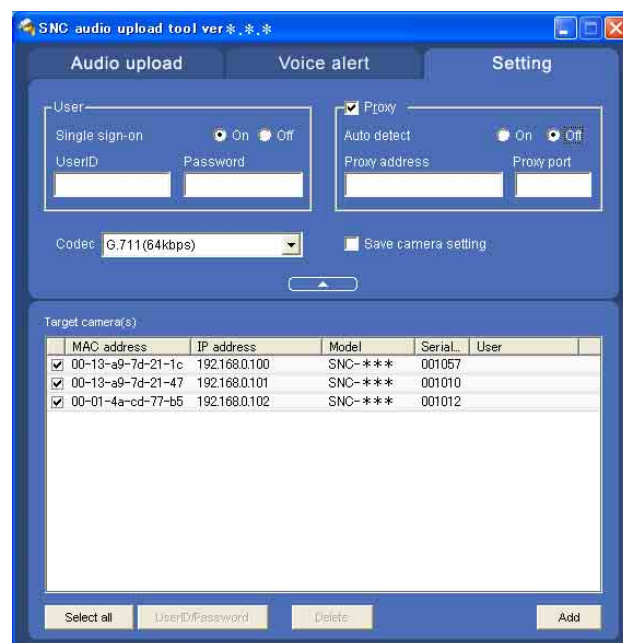 SNC audio upload tool ver*.*.*
Audio upload Voice alert Setting
User
Single sign-on On Off
UserID Password
Proxy
Auto detect On Off
Proxy address Proxy port
Codec G.711(64kbps)
Save camera setting
Target camera(s)
MAC address IP address Model Serial... User
00-13-a9-7d-21-1c 192.168.0.100 SNC-*** 001057
00-13-a9-7d-21-47 192.168.0.101 SNC-*** 001010
00-01-4a-cd-77-b5 192.168.0.102 SNC-*** 001012
Select all UserID/Password Delete Add